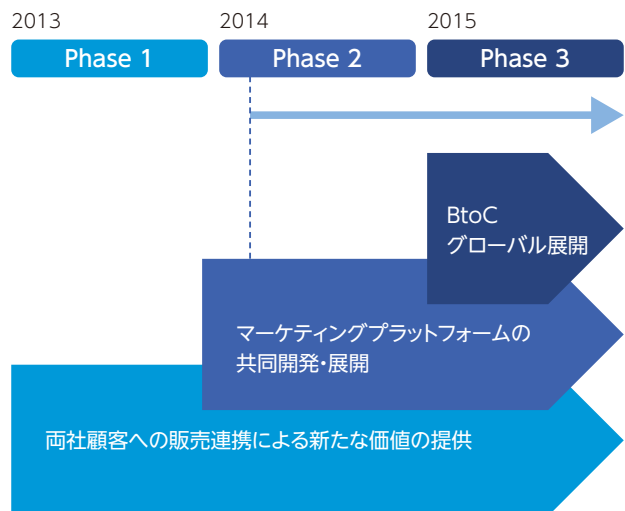 2013
2014
2015
Phase 1
Phase 2
Phase 3
BtoC
グローバル展開
マーケティングプラットフォームの
共同開発・展開
両社顧客への販売連携による新たな価値の提供